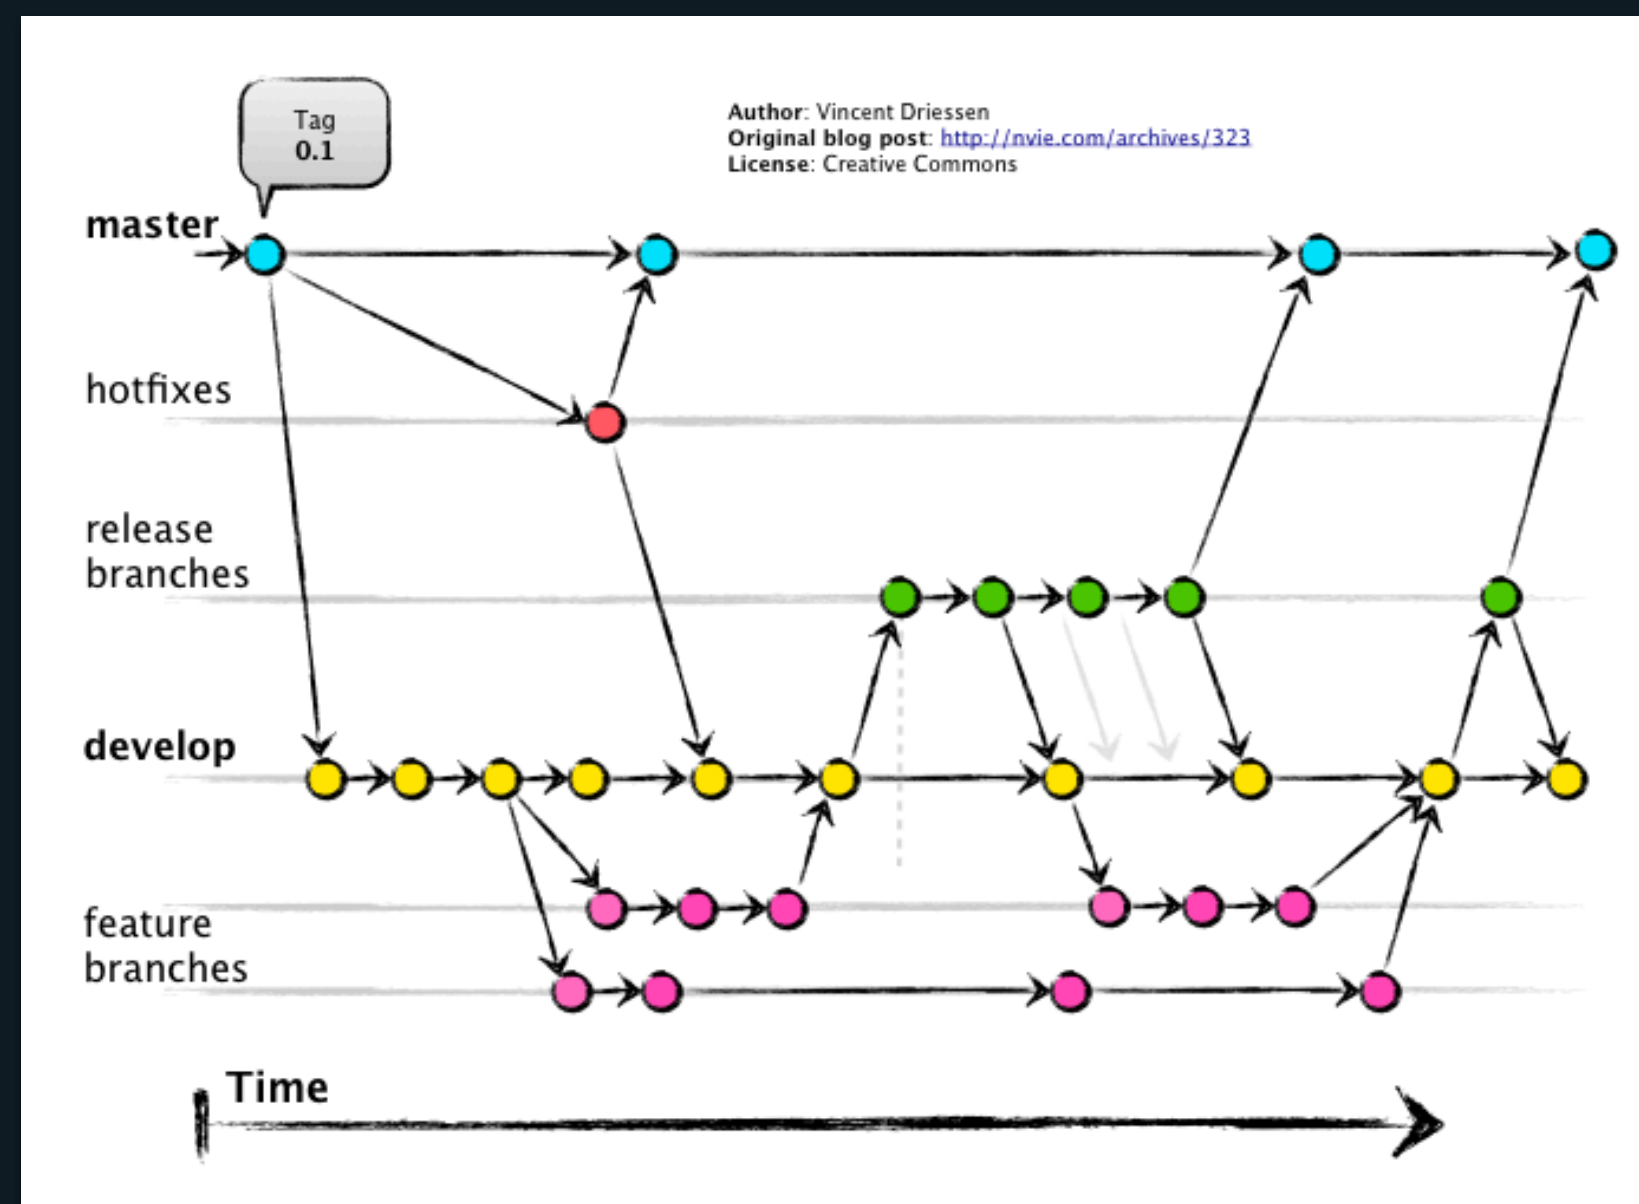 Tag
0.1
Author: Vincent Driessen
Original blog post: http://nvie.com/archives/323
License: Creative Commons
master
hotfixes
release
branches
develop
feature
branches
Time